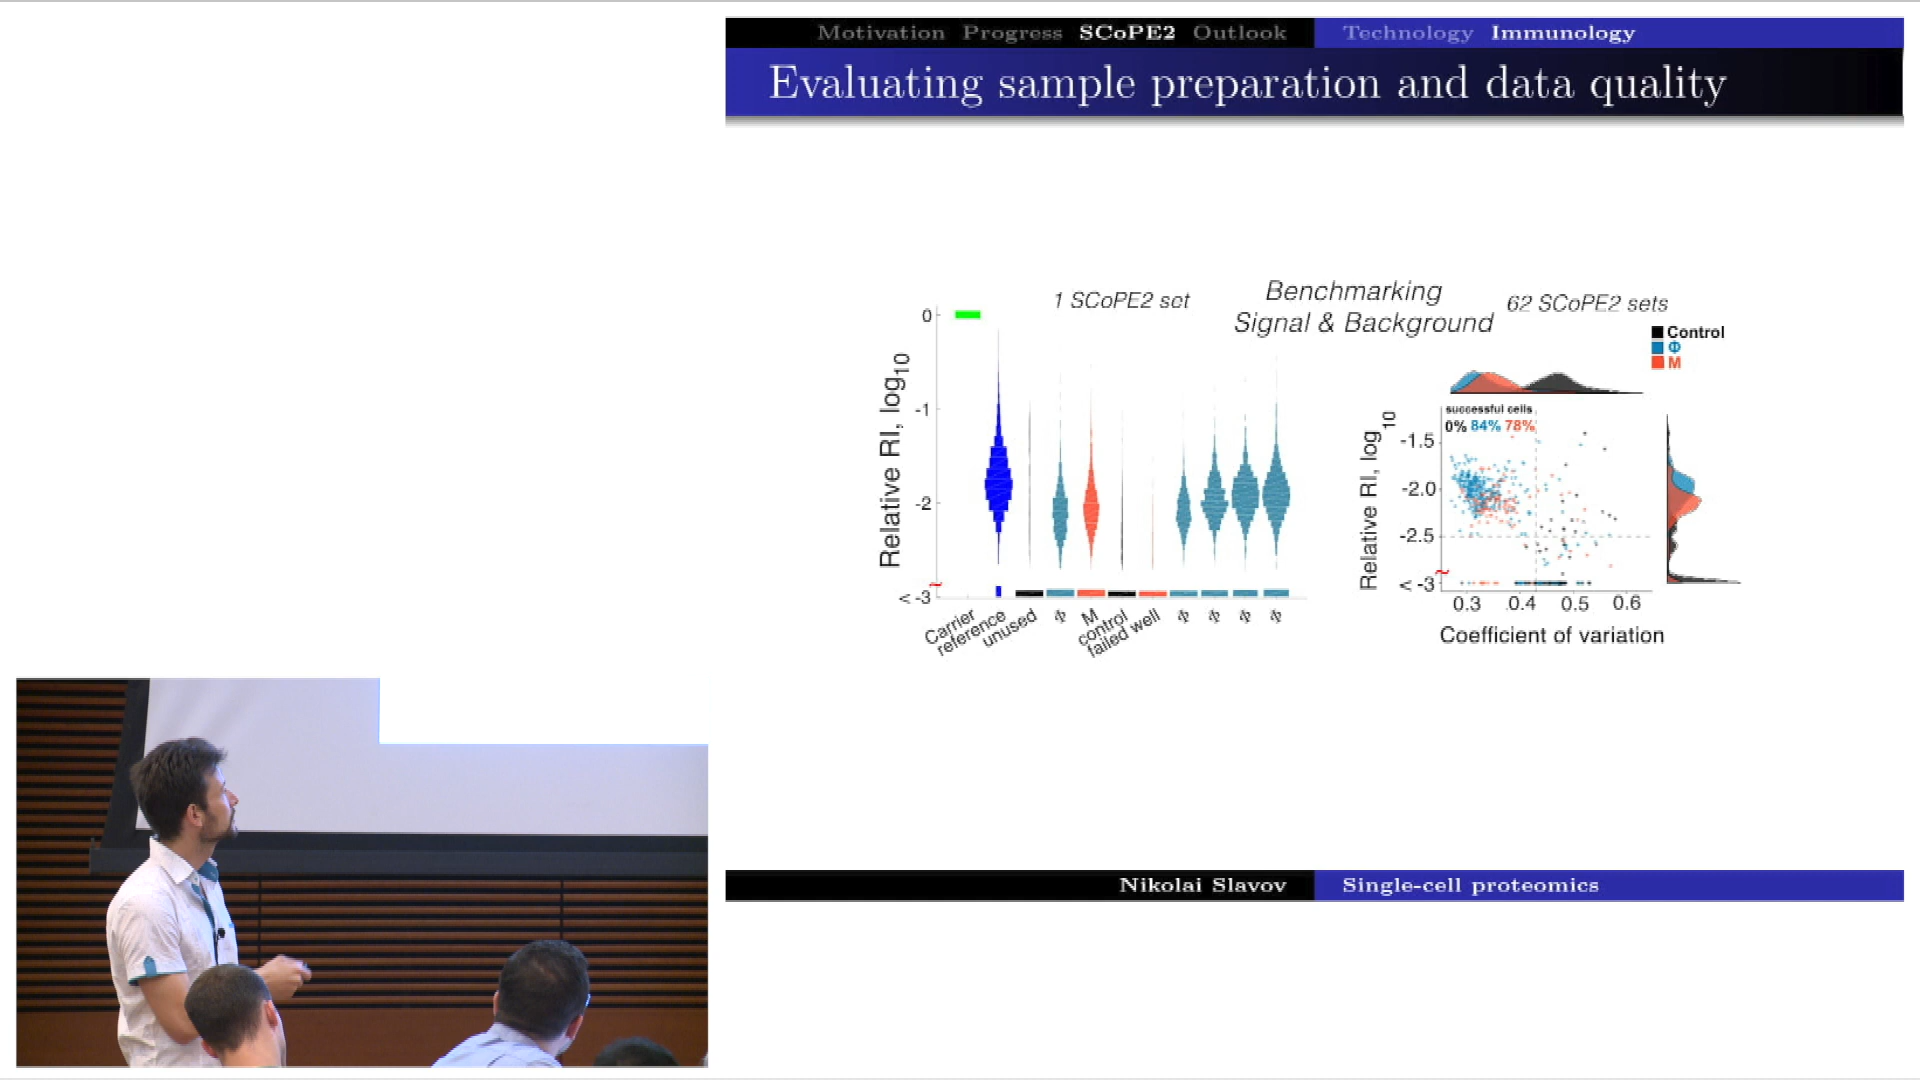 Motivation Progress SCoPE2 Outlook Technology Immunology
Evaluating sample preparation and data quality
1 SCoPE2 set
Benchmarking
Signal & Background
62 SCoPE2 sets
Control
Φ
M
Relative RI, log10
0
-1
-2
< -3
~
Carrier
reference
unused
Φ
M
control
failed well
Φ
Φ
Φ
Φ
successful cells
0% 84% 78%
Relative RI, log10
-1.5
-2.0
-2.5
< -3
~
0.3 0.4 0.5 0.6
Coefficient of variation
Nikolai Slavov Single-cell proteomics